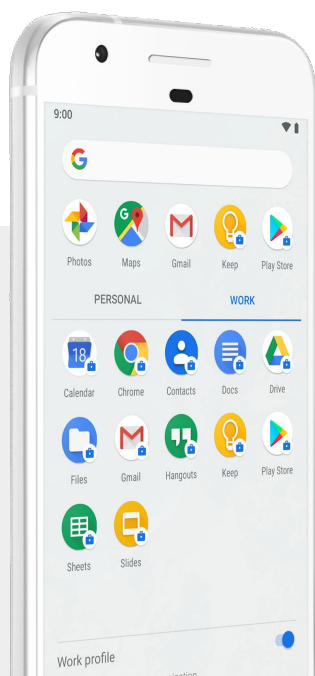 9:00
G
Photos Maps Gmail Keep Play Store
PERSONAL WORK
18
Calendar Chrome Contacts Docs Drive
Files Gmail Hangouts Keep Play Store
Sheets Slides
Work profile